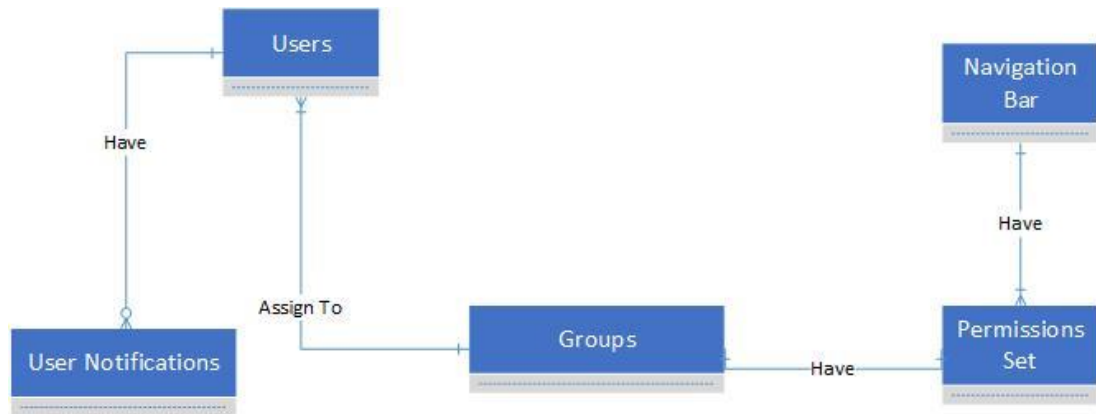 Users
Navigation
Bar
Have
Have
Assign To
User Notifications
Groups
Permissions
Set
Have